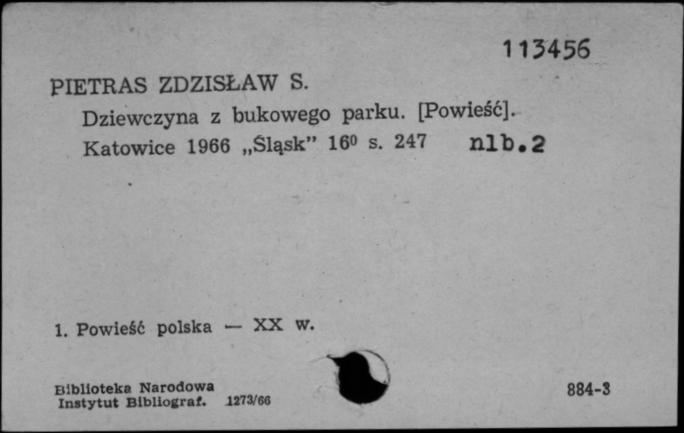 113456
PIETRAS ZDZISŁAW S.
Dziewczyna z bukowego parku. [Powieść].
Katowice 1966 „Śląsk” 16⁰ s. 247 nlb.2
1. Powieść polska — XX w.
Biblioteka Narodowa
Instytut Bibliograf. 1273/66
884-3